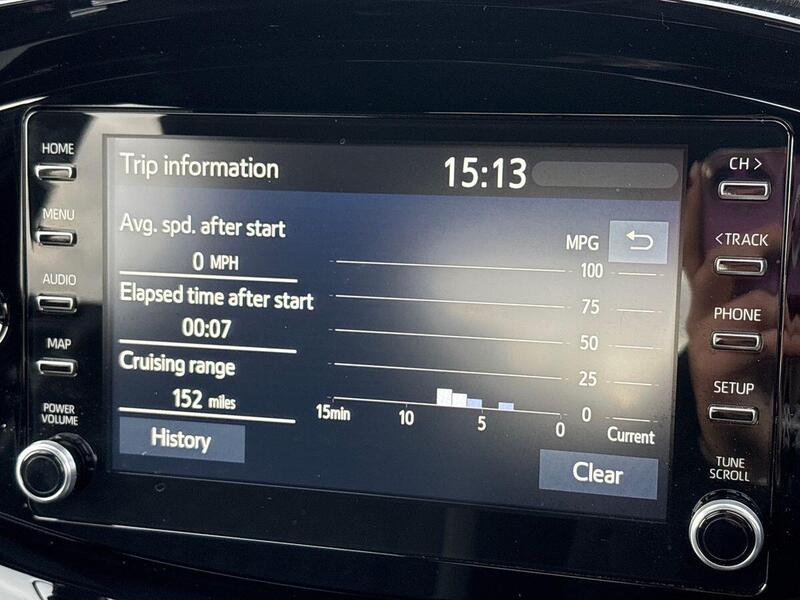 HOME
MENU
AUDIO
MAP
POWER
VOLUME
Trip information
15:13
Avg. spd. after start
0 MPH
Elapsed time after start
00:07
Cruising range
152 miles
History
MPG
100
75
50
25
0
15min 10 5 0 Current
Clear
CH >
< TRACK
PHONE
SETUP
TUNE
SCROLL